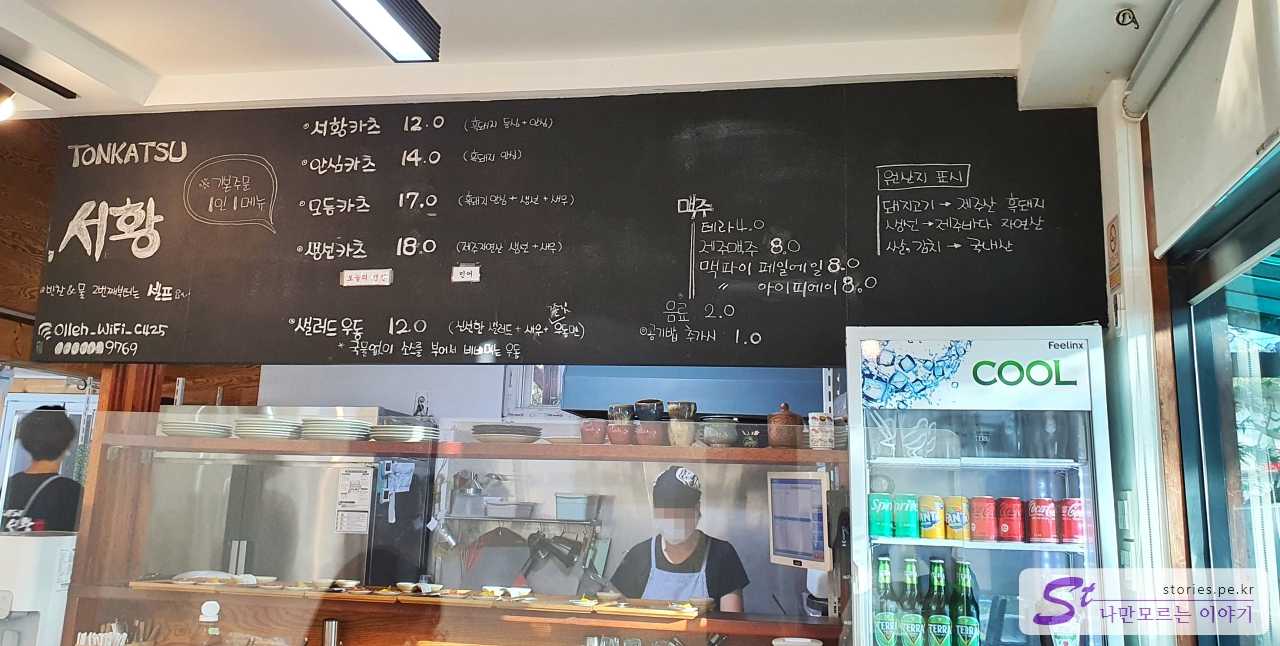 TONKATSU
서황
※ 기본주문
1인 1메뉴
반찬&물 2번째부터는 셀프요~
olleh_WiFi_C425
9769
서황카츠 12.0 (흑돼지 등심+안심)
안심카츠 14.0 (흑돼지 안심)
모둠카츠 17.0 (흑돼지안심+생선+새우)
생선카츠 18.0 (제주자연산 생선+새우)
오늘의 생선
민어
샐러드우동 12.0 (신선한 샐러드+새우+우동면)
* 국물없이 소스를 부어서 비벼먹는 우동
맥주
테라 4.0
제주맥주 8.0
맥파이 페일에일 8.0
〃 아이피에이 8.0
음료 2.0
공기밥 추가시 1.0
원산지 표시
돼지고기 → 제주산 흑돼지
생선 → 제주바다 자연산
쌀, 김치 → 국내산
Feelinx
COOL
Sprite
FANTA
Coca-Cola
TERRA
TERRA
TERRA
TERRA
St
stories.pe.kr
나만모르는 이야기